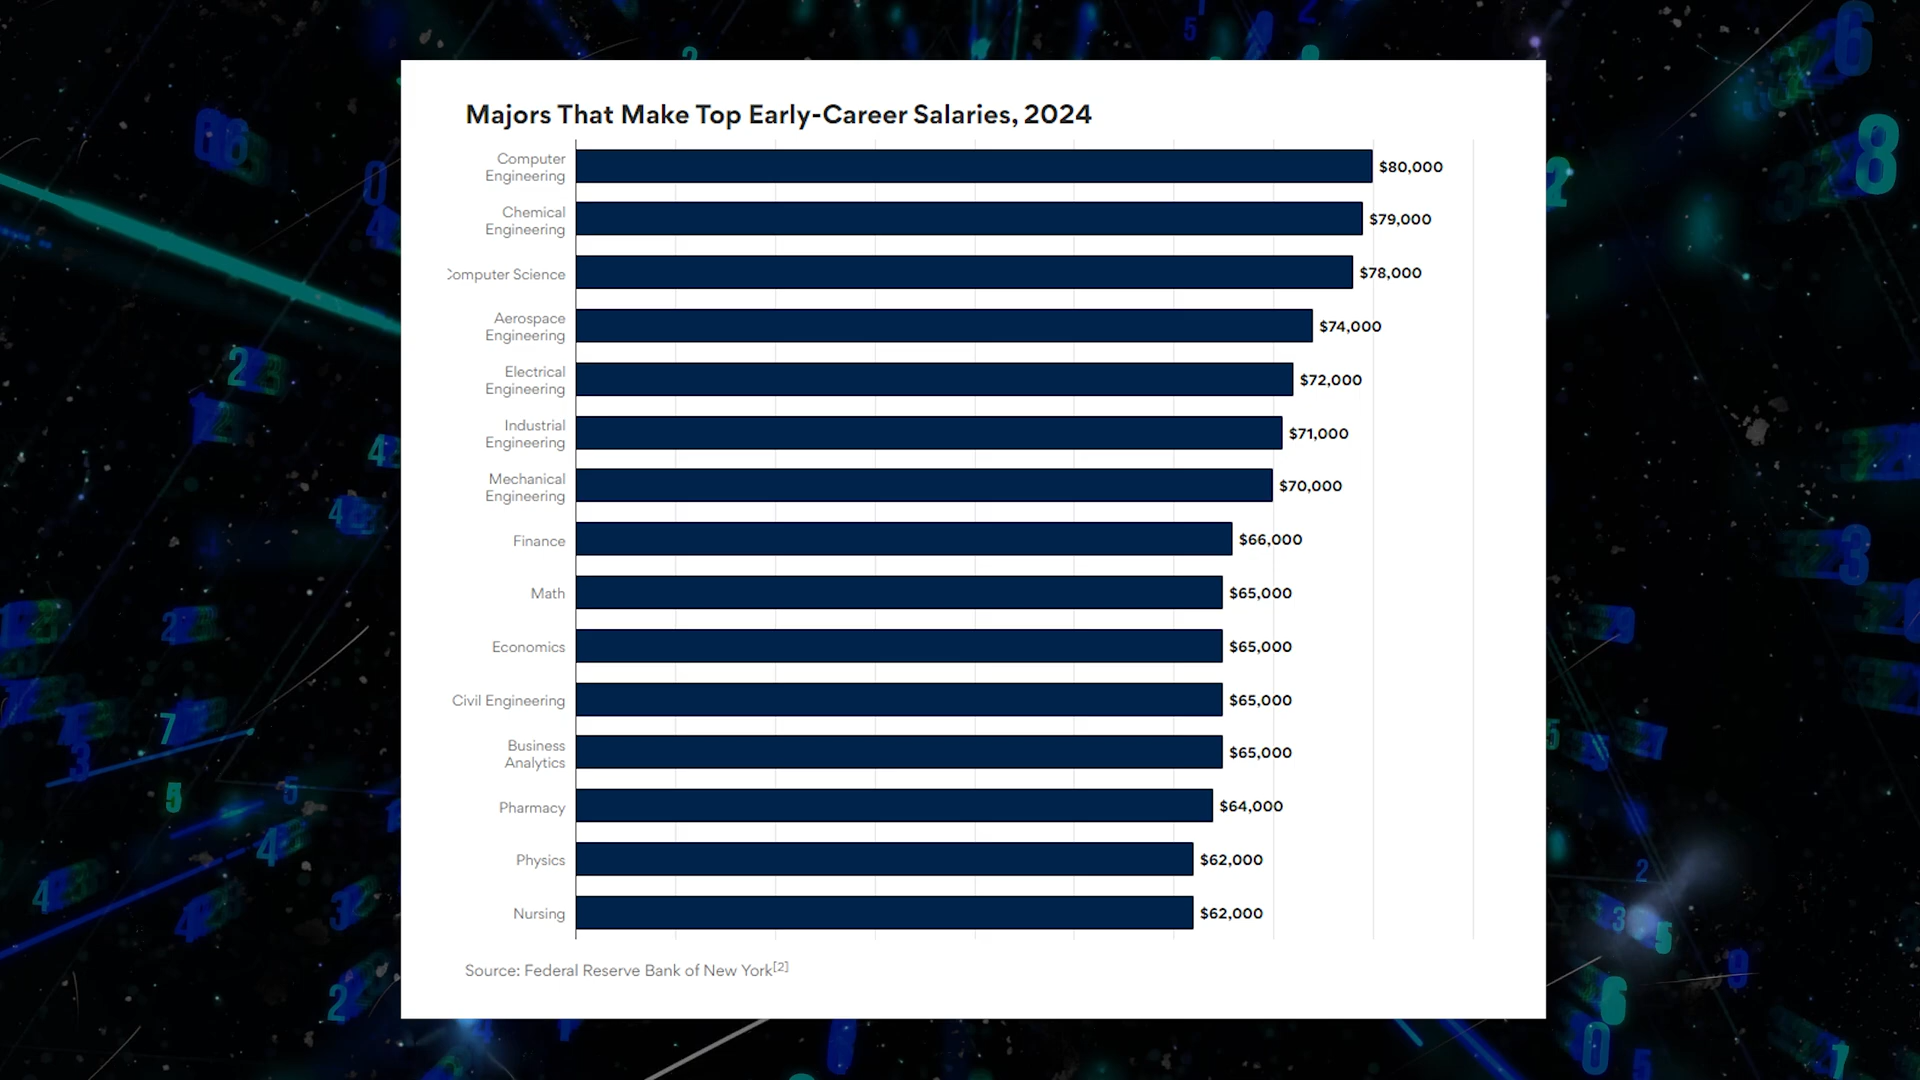 Majors That Make Top Early-Career Salaries, 2024
Computer
Engineering
$80,000
Chemical
Engineering
$79,000
Computer Science
$78,000
Aerospace
Engineering
$74,000
Electrical
Engineering
$72,000
Industrial
Engineering
$71,000
Mechanical
Engineering
$70,000
Finance
$66,000
Math
$65,000
Economics
$65,000
Civil Engineering
$65,000
Business
Analytics
$65,000
Pharmacy
$64,000
Physics
$62,000
Nursing
$62,000
Source: Federal Reserve Bank of New York[2]